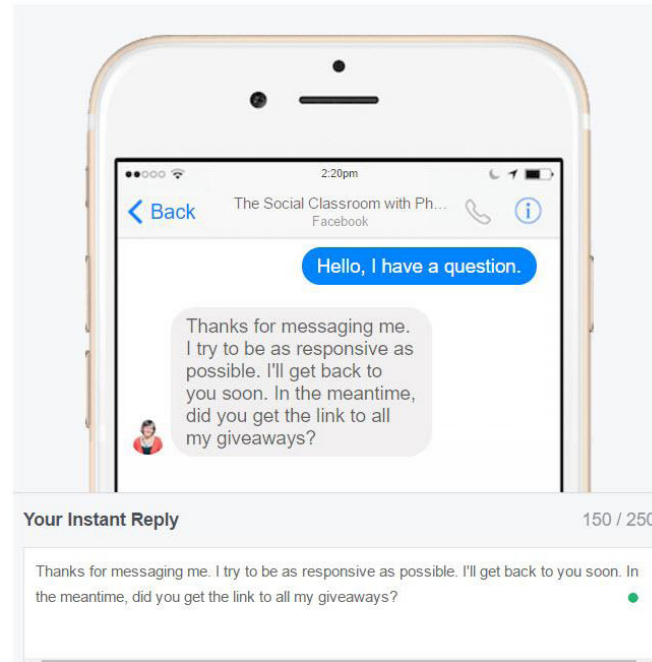 2:20pm
Back
The Social Classroom with Ph...
Facebook
Hello, I have a question.
Thanks for messaging me.
I try to be as responsive as
possible. I'll get back to
you soon. In the meantime,
did you get the link to all
my giveaways?
Your Instant Reply
150 / 250
Thanks for messaging me. I try to be as responsive as possible. I'll get back to you soon. In
the meantime, did you get the link to all my giveaways?